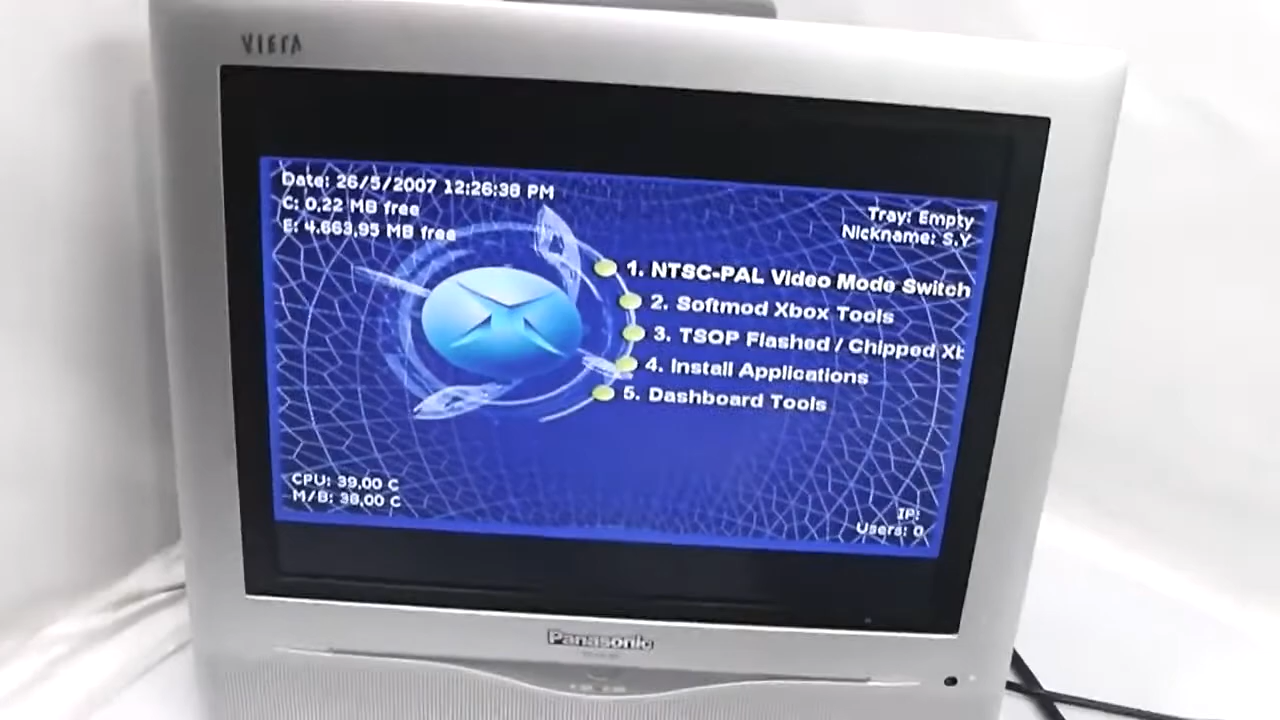 VIERA
Date: 26/5/2007 12:26:38 PM
C: 0,22 MB free
E: 4.663,95 MB free
Tray: Empty
Nickname: S.Y
1. NTSC-PAL Video Mode Switch
2. Softmod Xbox Tools
3. TSOP Flashed / Chipped Xb
4. Install Applications
5. Dashboard Tools
CPU: 39,00 C
M/B: 38,00 C
IP:
Users: 0
Panasonic